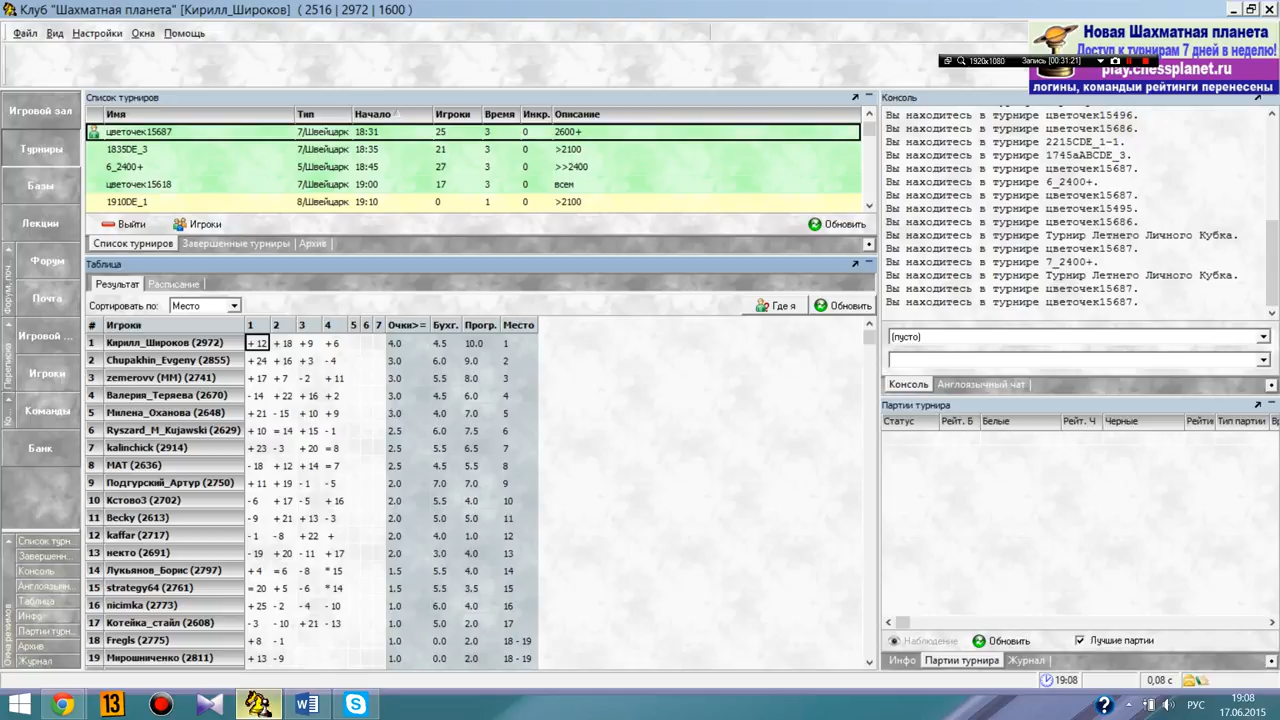 Клуб "Шахматная планета" [Кирилл_Широков] ( 2516 | 2972 | 1600 )
Файл Вид Настройки Окна Помощь
Новая Шахматная планета
Доступ к турнирам 7 дней в неделю!
1920x1080 Запись [00:31:21]
play.chessplanet.ru
логины, команды и рейтинги перенесены
Игровой зал
Турниры
Базы
Лекции
Форум
Почта
Игровой ...
Игроки
Команды
Банк
Форум, поч
Переписка
Ко...
Список турн..
Завершенн...
Консоль
Англоязычн...
Таблица
Инфо
Партии турн..
Архив
Журнал
Окна режимов
Список турниров
Имя Тип Начало Игроки Время Инкр. Описание
цветочек15687 7/Швейцарк 18:31 25 3 0 2600+
1835DE_3 7/Швейцарк 18:35 21 3 0 >2100
6_2400+ 5/Швейцарк 18:45 27 3 0 >>2400
цветочек15618 7/Швейцарк 19:00 17 3 0 всем
1910DE_1 8/Швейцарк 19:10 0 1 0 >2100
Выйти Игроки Обновить
Список турниров Завершенные турниры Архив
Таблица
Результат Расписание
Сортировать по: Место Где я Обновить
# Игроки 1 2 3 4 5 6 7 Очки>= Бухг. Прогр. Место
1 Кирилл_Широков (2972) + 12 + 18 + 9 + 6 4.0 4.5 10.0 1
2 Chupakhin_Evgeny (2855) + 24 + 16 + 3 - 4 3.0 6.0 9.0 2
3 zemerovv (MM) (2741) + 17 + 7 - 2 + 11 3.0 5.5 8.0 3
4 Валерия_Теряева (2670) - 14 + 22 + 16 + 2 3.0 4.5 6.0 4
5 Милена_Оханова (2648) + 21 - 15 + 10 + 9 3.0 4.0 7.0 5
6 Ryszard_M_Kujawski (2629) + 10 = 14 + 15 - 1 2.5 6.0 7.5 6
7 kalinchick (2914) + 23 - 3 + 20 = 8 2.5 5.5 6.5 7
8 MAT (2636) - 18 + 12 + 14 = 7 2.5 4.5 5.5 8
9 Подгурский_Артур (2750) + 11 + 19 - 1 - 5 2.0 7.0 7.0 9
10 Кстово3 (2702) - 6 + 17 - 5 + 16 2.0 5.5 4.0 10
11 Becky (2613) - 9 + 21 + 13 - 3 2.0 5.0 5.0 11
12 kaffar (2717) - 1 - 8 + 22 + 2.0 4.0 1.0 12
13 некто (2691) - 19 + 20 - 11 + 17 2.0 3.0 4.0 13
14 Лукьянов_Борис (2797) + 4 = 6 - 8 * 15 1.5 5.5 4.0 14
15 strategy64 (2761) = 20 + 5 - 6 * 14 1.5 5.5 3.5 15
16 nicimka (2773) + 25 - 2 - 4 - 10 1.0 6.0 4.0 16
17 Котейка_стайл (2608) - 3 - 10 + 21 - 13 1.0 5.0 2.0 17
18 Fregls (2775) + 8 - 1 1.0 0.0 2.0 18 - 19
19 Мирошниченко (2811) + 13 - 9 1.0 0.0 2.0 18 - 19
Консоль
Вы находитесь в турнире цветочек15496.
Вы находитесь в турнире цветочек15686.
Вы находитесь в турнире 2215CDE_1-1.
Вы находитесь в турнире 1745аABCDE_3.
Вы находитесь в турнире цветочек15687.
Вы находитесь в турнире 6_2400+.
Вы находитесь в турнире цветочек15687.
Вы находитесь в турнире цветочек15495.
Вы находитесь в турнире цветочек15686.
Вы находитесь в турнире Турнир Летнего Личного Кубка.
Вы находитесь в турнире цветочек15687.
Вы находитесь в турнире 7_2400+.
Вы находитесь в турнире Турнир Летнего Личного Кубка.
Вы находитесь в турнире цветочек15687.
Вы находитесь в турнире цветочек15687.
(пусто)
Консоль Англоязычный чат
Партии турнира
Статус Рейт. Б Белые Рейт. Ч Черные Рейти Тип партии Вр
Наблюдение Обновить Лучшие партии
Инфо Партии турнира Журнал
19:08 0,08 с
13 РУС 19:08
17.06.2015